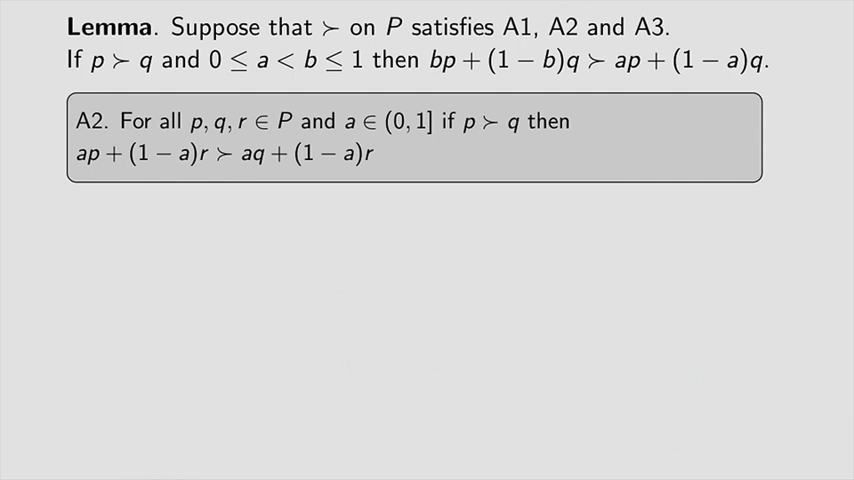 Lemma. Suppose that ≻ on P satisfies A1, A2 and A3.
If p ≻ q and 0 ≤ a < b ≤ 1 then bp + (1 − b)q ≻ ap + (1 − a)q.
A2. For all p, q, r ∈ P and a ∈ (0, 1] if p ≻ q then
ap + (1 − a)r ≻ aq + (1 − a)r